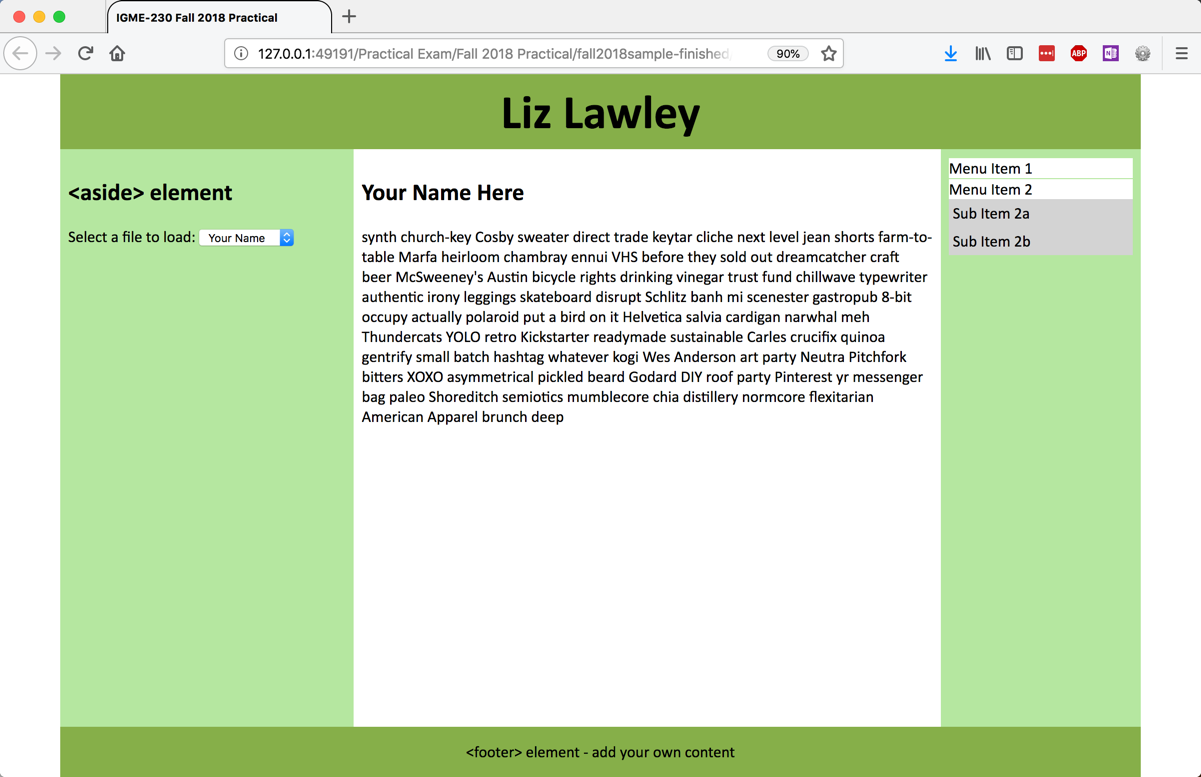 IGME-230 Fall 2018 Practical
127.0.0.1:49191/Practical Exam/Fall 2018 Practical/fall2018sample-finished
90%
ABP
N
Liz Lawley
<aside> element
Select a file to load: Your Name
Your Name Here
synth church-key Cosby sweater direct trade keytar cliche next level jean shorts farm-to-
table Marfa heirloom chambray ennui VHS before they sold out dreamcatcher craft
beer McSweeney's Austin bicycle rights drinking vinegar trust fund chillwave typewriter
authentic irony leggings skateboard disrupt Schlitz banh mi scenester gastropub 8-bit
occupy actually polaroid put a bird on it Helvetica salvia cardigan narwhal meh
Thundercats YOLO retro Kickstarter readymade sustainable Carles crucifix quinoa
gentrify small batch hashtag whatever kogi Wes Anderson art party Neutra Pitchfork
bitters XOXO asymmetrical pickled beard Godard DIY roof party Pinterest yr messenger
bag paleo Shoreditch semiotics mumblecore chia distillery normcore flexitarian
American Apparel brunch deep
Menu Item 1
Menu Item 2
Sub Item 2a
Sub Item 2b
<footer> element - add your own content